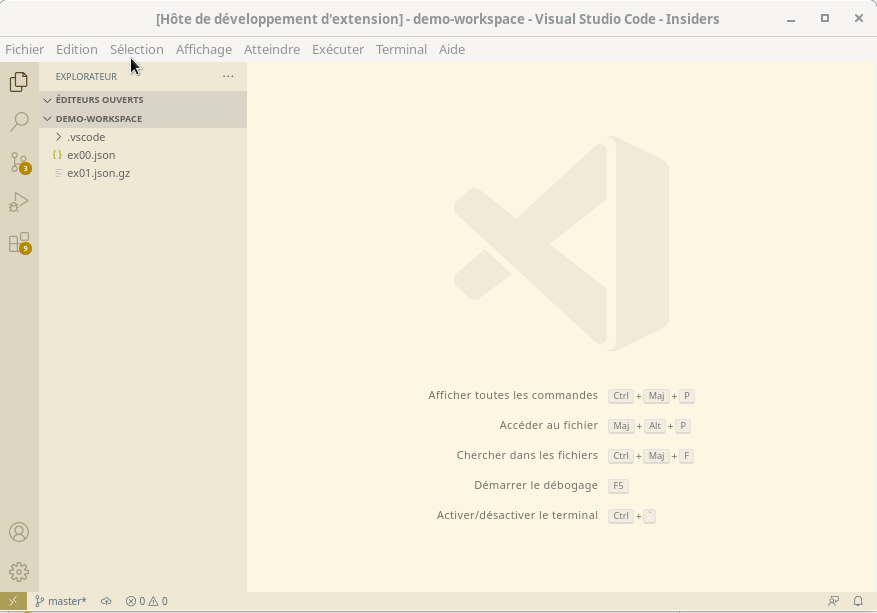 [Hôte de développement d'extension] - demo-workspace - Visual Studio Code - Insiders
Fichier Edition Sélection Affichage Atteindre Exécuter Terminal Aide
EXPLORATEUR ...
ÉDITEURS OUVERTS
DEMO-WORKSPACE
.vscode
{} ex00.json
ex01.json.gz
3
9
Afficher toutes les commandes Ctrl + Maj + P
Accéder au fichier Maj + Alt + P
Chercher dans les fichiers Ctrl + Maj + F
Démarrer le débogage F5
Activer/désactiver le terminal Ctrl + `
master* 0 0